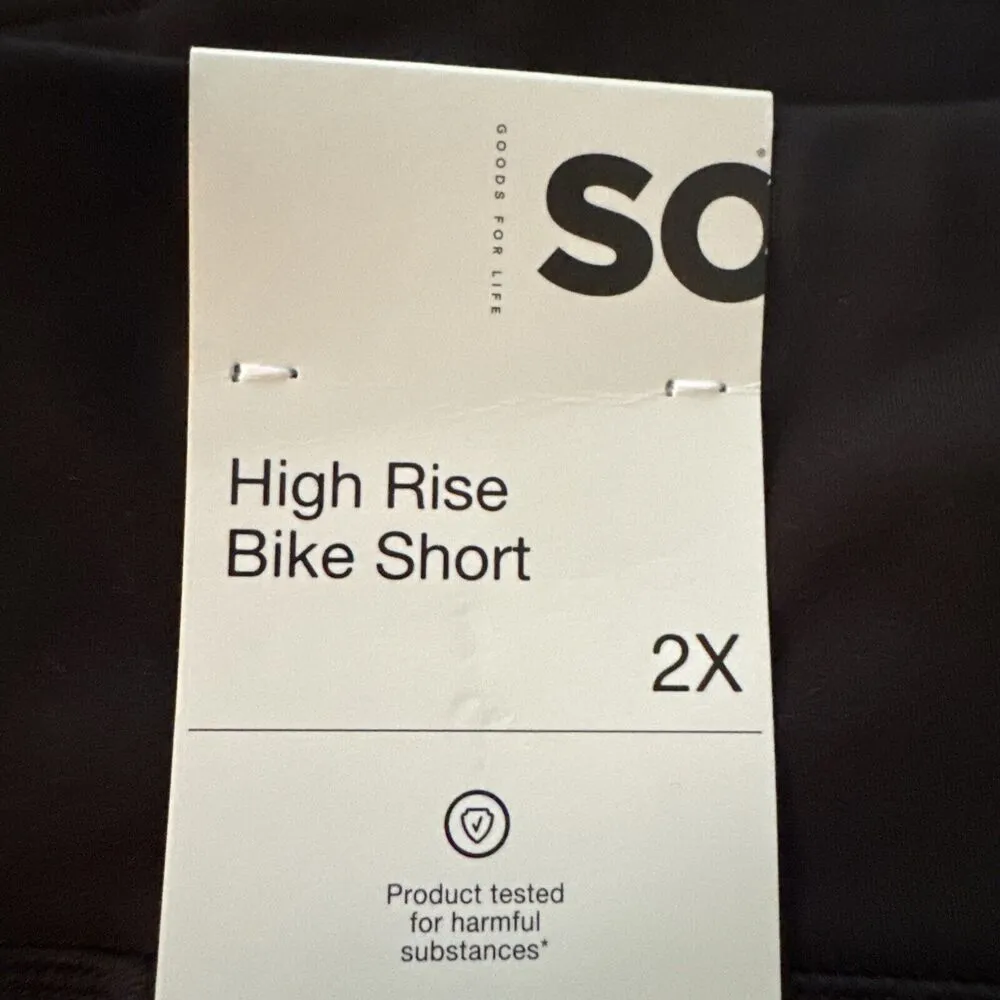 GOODS FOR LIFE
SO®
High Rise
Bike Short
2X
Product tested
for harmful
substances*